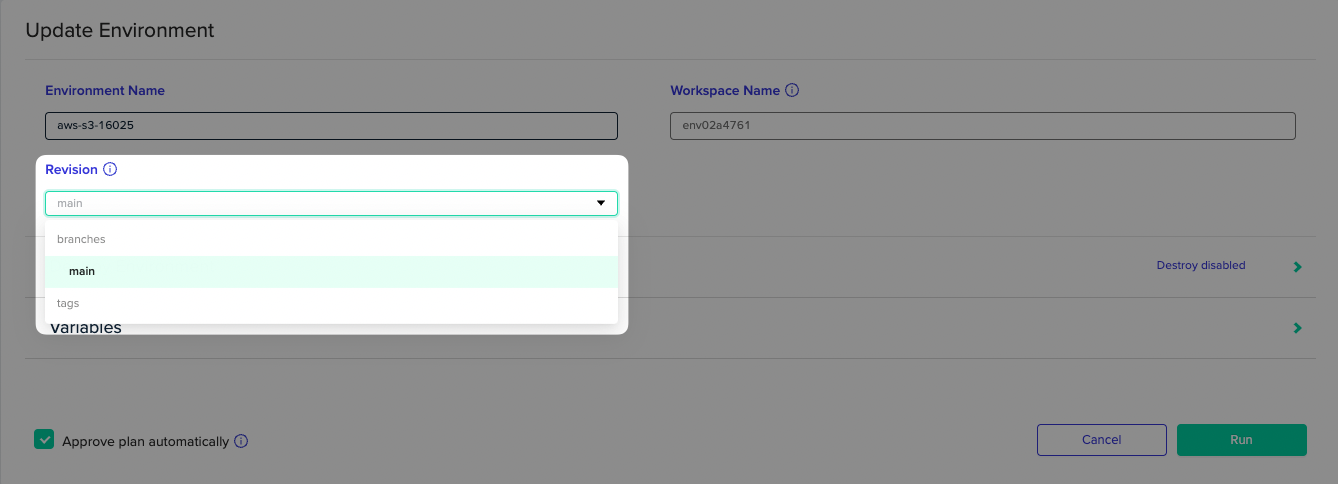 Update Environment
Environment Name
Workspace Name
aws-s3-16025
env02a4761
Revision
main
branches
main
tags
Destroy disabled
Variables
Approve plan automatically
Cancel
Run